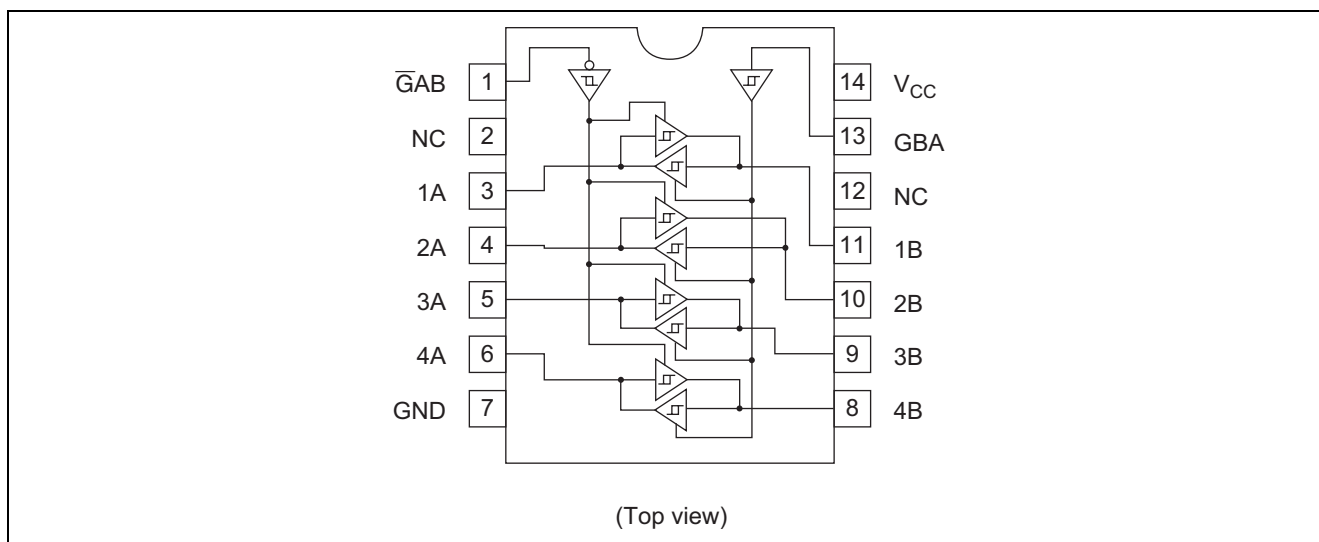 G̅AB 1 14 VCC
NC 2 13 GBA
1A 3 12 NC
2A 4 11 1B
3A 5 10 2B
4A 6 9 3B
GND 7 8 4B
(Top view)